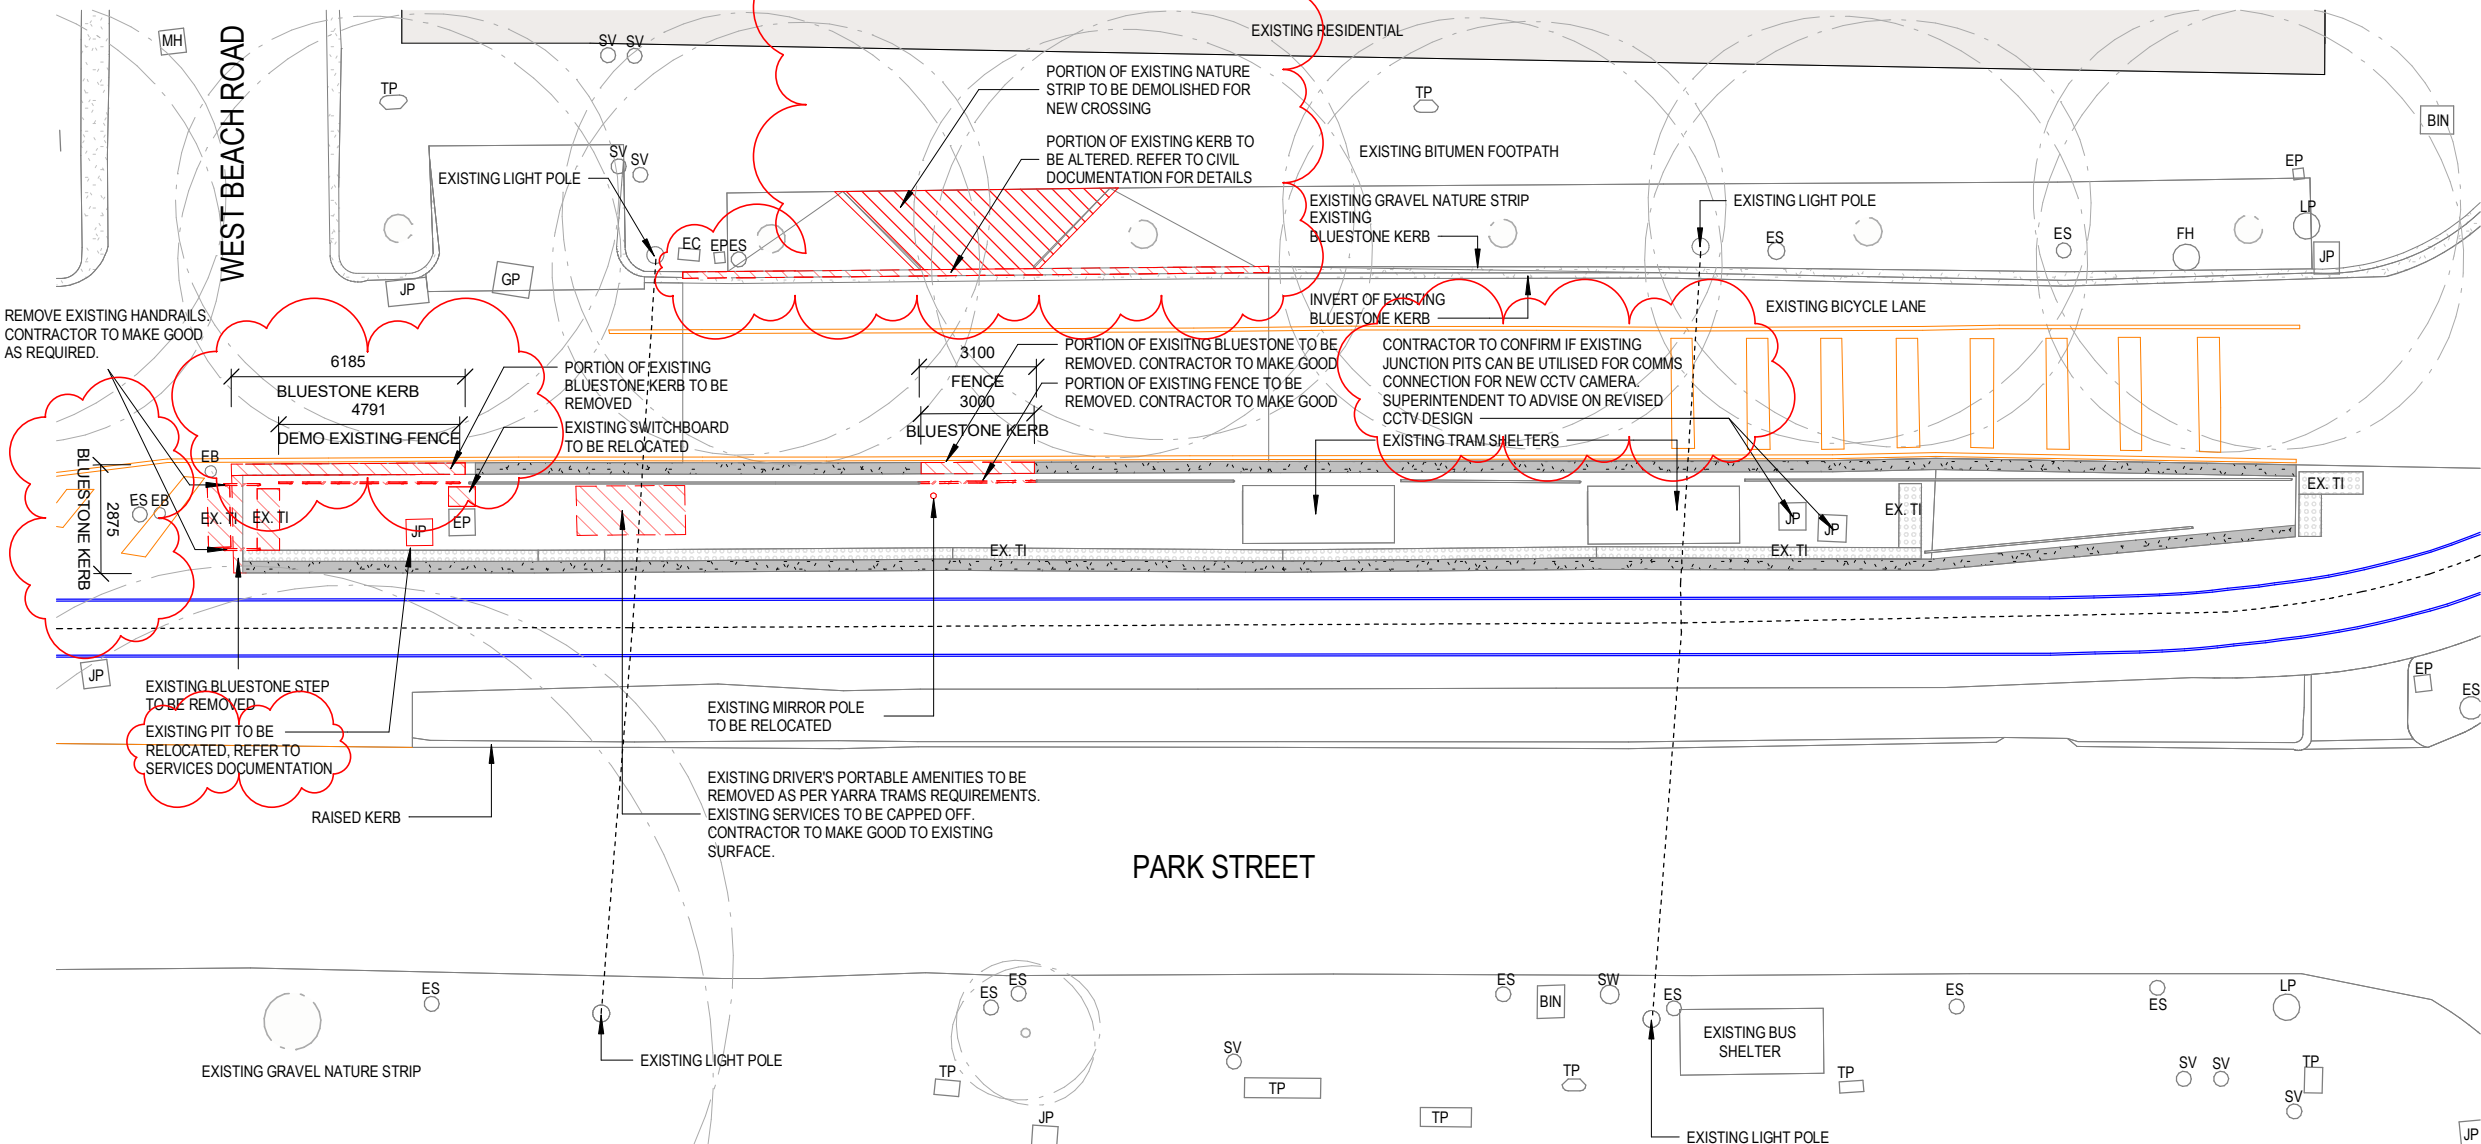 EXISTING RESIDENTIAL
MH
WEST BEACH ROAD
SV
SV
TP
PORTION OF EXISTING NATURE
STRIP TO BE DEMOLISHED FOR
NEW CROSSING
TP
BIN
PORTION OF EXISTING KERB TO
BE ALTERED. REFER TO CIVIL
DOCUMENTATION FOR DETAILS
EXISTING BITUMEN FOOTPATH
SV
SV
EXISTING LIGHT POLE
EP
EXISTING GRAVEL NATURE STRIP
EXISTING
BLUESTONE KERB
EXISTING LIGHT POLE
LP
EC
EP
ES
ES
ES
FH
JP
GP
JP
INVERT OF EXISTING
BLUESTONE KERB
EXISTING BICYCLE LANE
REMOVE EXISTING HANDRAILS.
CONTRACTOR TO MAKE GOOD
AS REQUIRED.
6185
BLUESTONE KERB
4791
DEMO EXISTING FENCE
PORTION OF EXISTING
BLUESTONE KERB TO BE
REMOVED
EXISTING SWITCHBOARD
TO BE RELOCATED
3100
FENCE
3000
BLUESTONE KERB
PORTION OF EXISITNG BLUESTONE TO BE
REMOVED. CONTRACTOR TO MAKE GOOD
PORTION OF EXISTING FENCE TO BE
REMOVED. CONTRACTOR TO MAKE GOOD
CONTRACTOR TO CONFIRM IF EXISTING
JUNCTION PITS CAN BE UTILISED FOR COMMS
CONNECTION FOR NEW CCTV CAMERA.
SUPERINTENDENT TO ADVISE ON REVISED
CCTV DESIGN
EXISTING TRAM SHELTERS
BLUESTONE KERB
2875
EB
ES
EB
EX. TI
EX. TI
JP
EP
JP
JP
EX. TI
EX. TI
EX. TI
EX. TI
JP
EXISTING BLUESTONE STEP
TO BE REMOVED
EXISTING PIT TO BE
RELOCATED, REFER TO
SERVICES DOCUMENTATION
EXISTING MIRROR POLE
TO BE RELOCATED
EP
ES
RAISED KERB
EXISTING DRIVER'S PORTABLE AMENITIES TO BE
REMOVED AS PER YARRA TRAMS REQUIREMENTS.
EXISTING SERVICES TO BE CAPPED OFF.
CONTRACTOR TO MAKE GOOD TO EXISTING
SURFACE.
PARK STREET
ES
ES
ES
ES
BIN
SW
ES
ES
ES
LP
EXISTING BUS
SHELTER
EXISTING GRAVEL NATURE STRIP
EXISTING LIGHT POLE
SV
TP
TP
TP
TP
TP
SV
SV
TP
SV
JP
EXISTING LIGHT POLE
JP